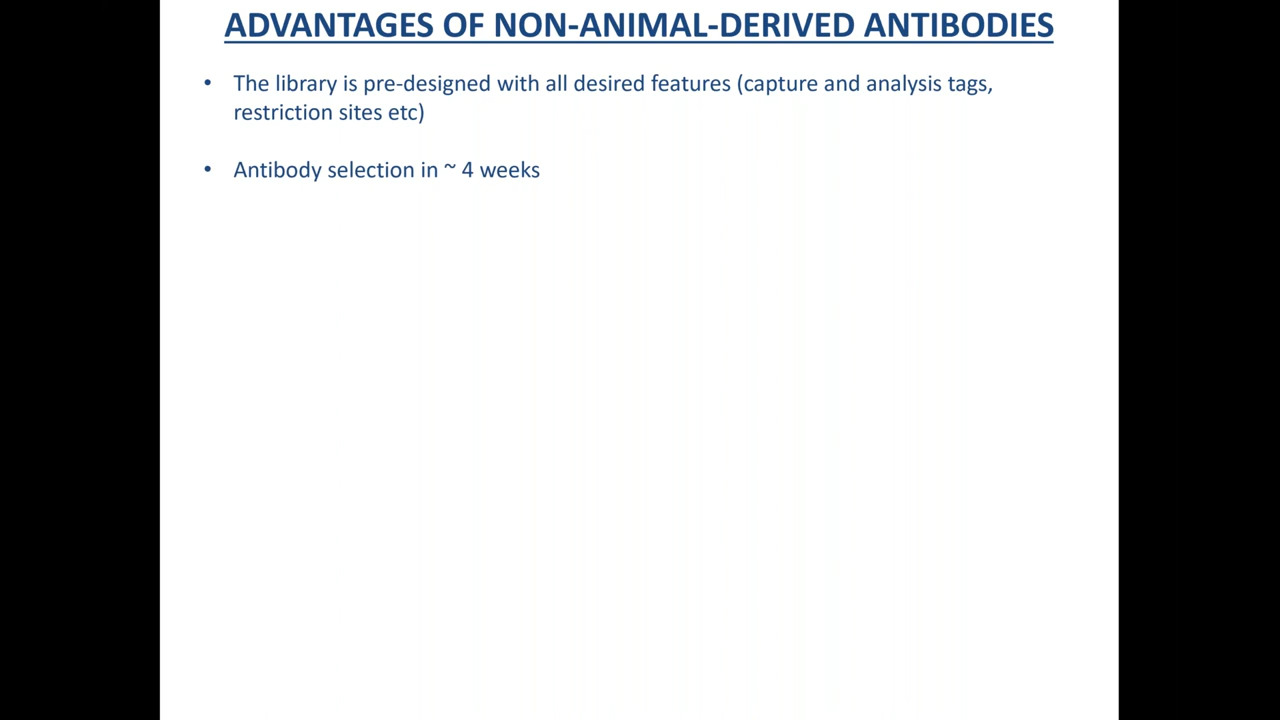 ADVANTAGES OF NON-ANIMAL-DERIVED ANTIBODIES
• The library is pre-designed with all desired features (capture and analysis tags,
restriction sites etc)
• Antibody selection in ~ 4 weeks